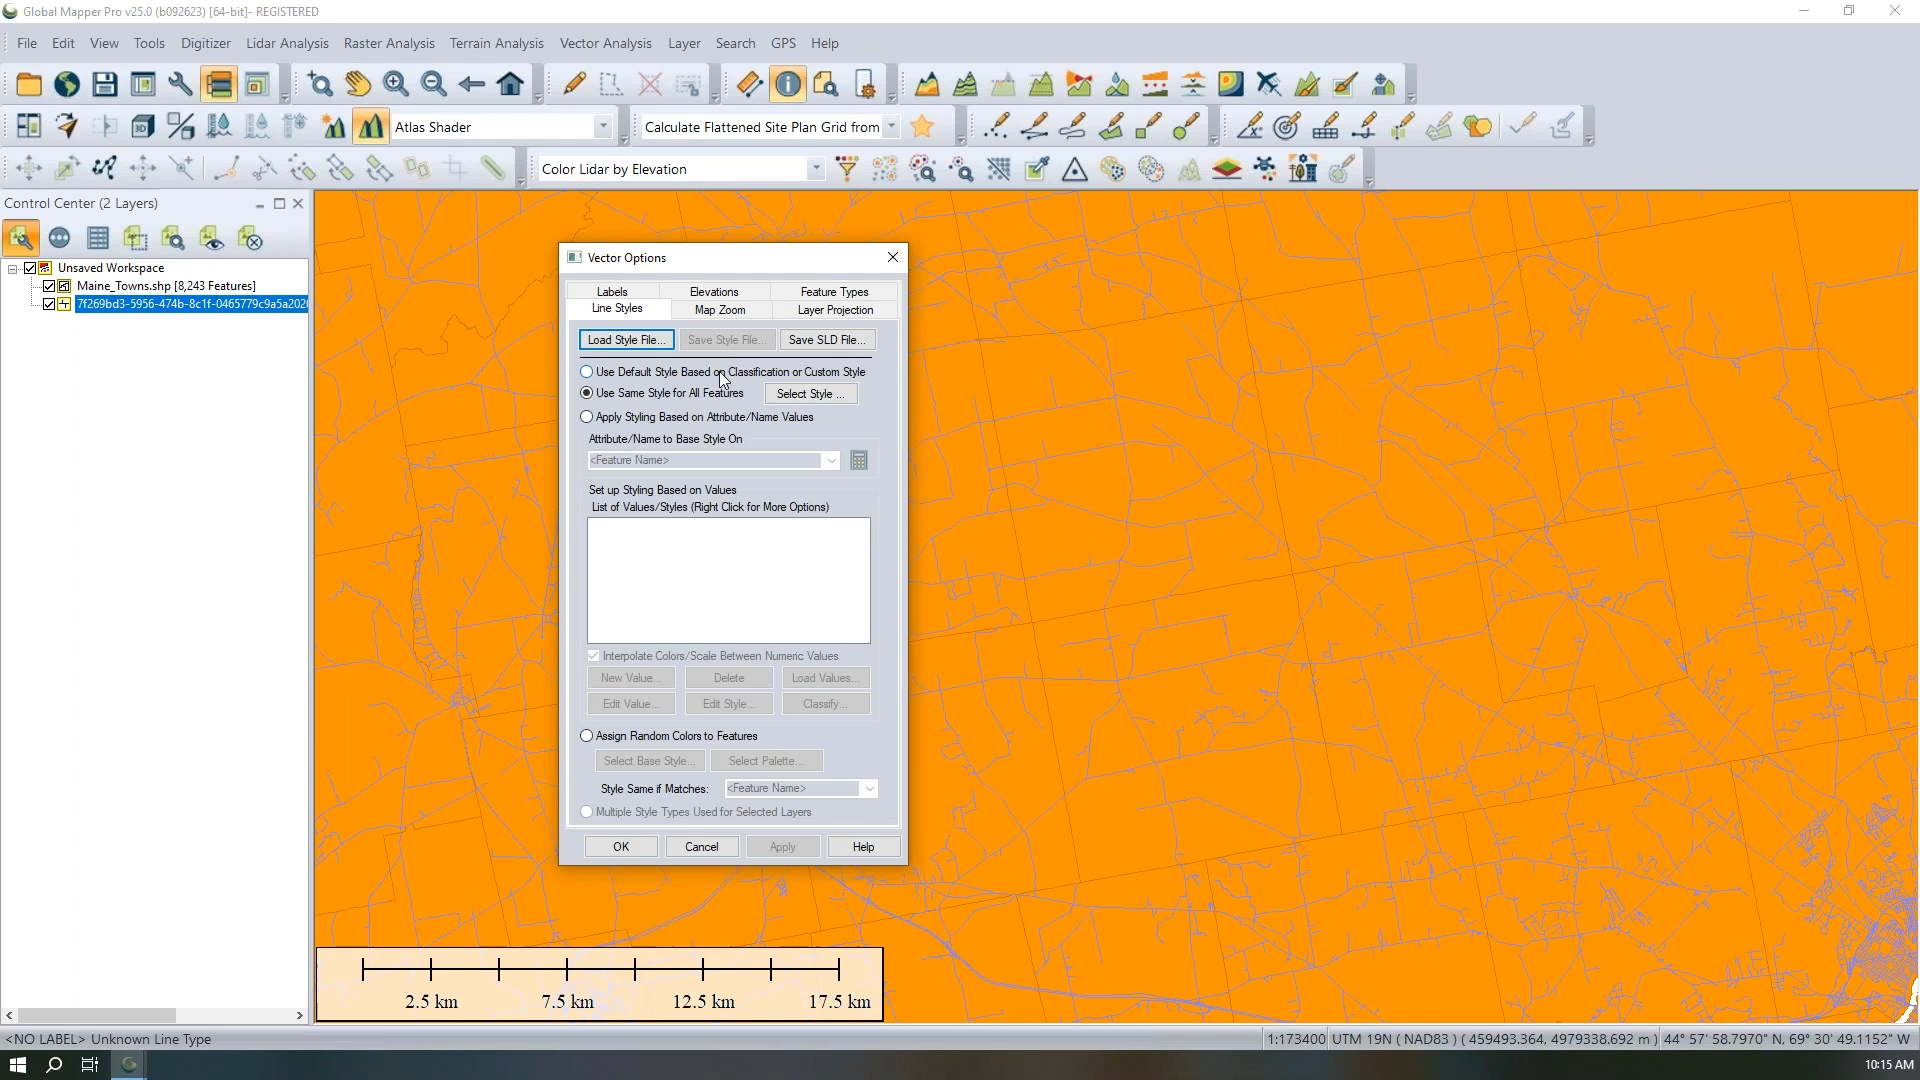 Global Mapper Pro v25.0 (b092623) [64-bit]- REGISTERED
File Edit View Tools Digitizer Lidar Analysis Raster Analysis Terrain Analysis Vector Analysis Layer Search GPS Help
Atlas Shader
Calculate Flattened Site Plan Grid from
Color Lidar by Elevation
Control Center (2 Layers)
Unsaved Workspace
Maine_Towns.shp [8,243 Features]
7f269bd3-5956-474b-8c1f-0465779c9a5a202
Vector Options
Labels Elevations Feature Types
Line Styles Map Zoom Layer Projection
Load Style File... Save Style File... Save SLD File...
Use Default Style Based on Classification or Custom Style
Use Same Style for All Features Select Style ...
Apply Styling Based on Attribute/Name Values
Attribute/Name to Base Style On
<Feature Name>
Set up Styling Based on Values
List of Values/Styles (Right Click for More Options)
Interpolate Colors/Scale Between Numeric Values
New Value... Delete Load Values...
Edit Value... Edit Style... Classify...
Assign Random Colors to Features
Select Base Style... Select Palette...
Style Same if Matches: <Feature Name>
Multiple Style Types Used for Selected Layers
OK Cancel Apply Help
2.5 km 7.5 km 12.5 km 17.5 km
<NO LABEL> Unknown Line Type
1:173400 UTM 19N ( NAD83 ) ( 459493.364, 4979338.692 m ) 44° 57' 58.7970" N, 69° 30' 49.1152" W
10:15 AM